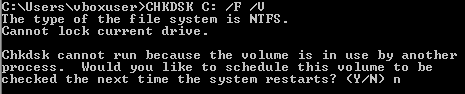 C:\Users\vboxuser>CHKDSK C: /F /V
The type of the file system is NTFS.
Cannot lock current drive.
Chkdsk cannot run because the volume is in use by another
process.  Would you like to schedule this volume to be
checked the next time the system restarts? (Y/N) n